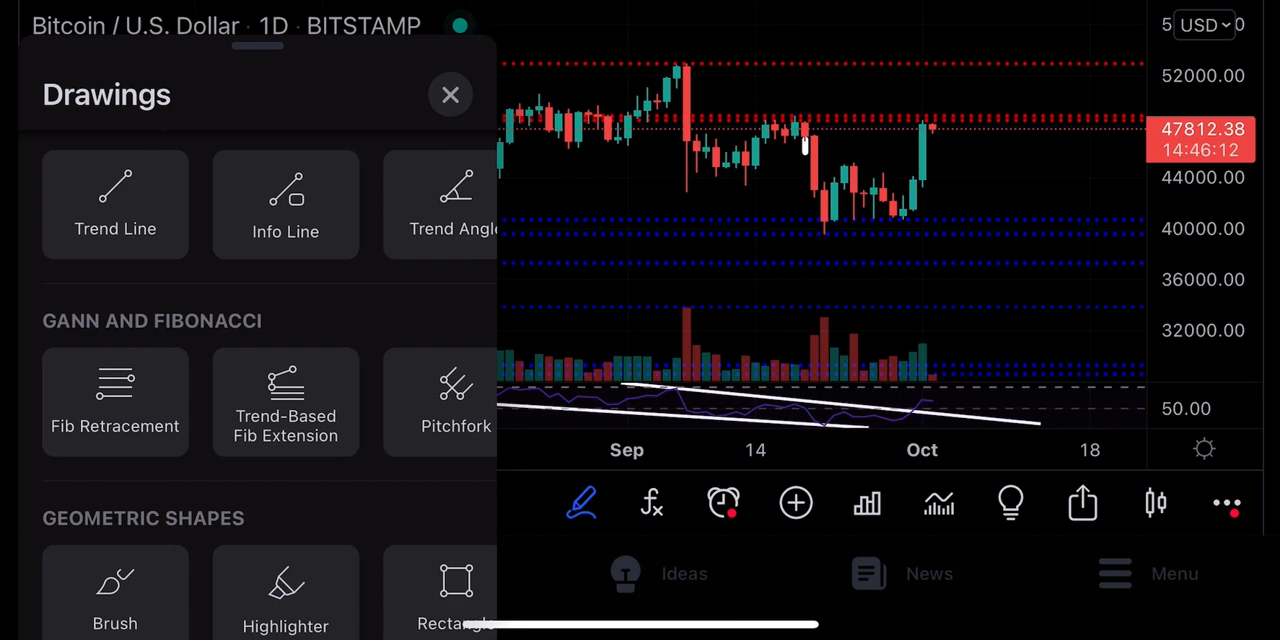 Bitcoin / U.S. Dollar · 1D · BITSTAMP
Drawings
Trend Line
Info Line
Trend Angle
GANN AND FIBONACCI
Fib Retracement
Trend-Based
Fib Extension
Pitchfork
GEOMETRIC SHAPES
Brush
Highlighter
Rectangle
USD
52000.00
47812.38
14:46:12
44000.00
40000.00
36000.00
32000.00
50.00
Sep
14
Oct
18
Ideas
News
Menu